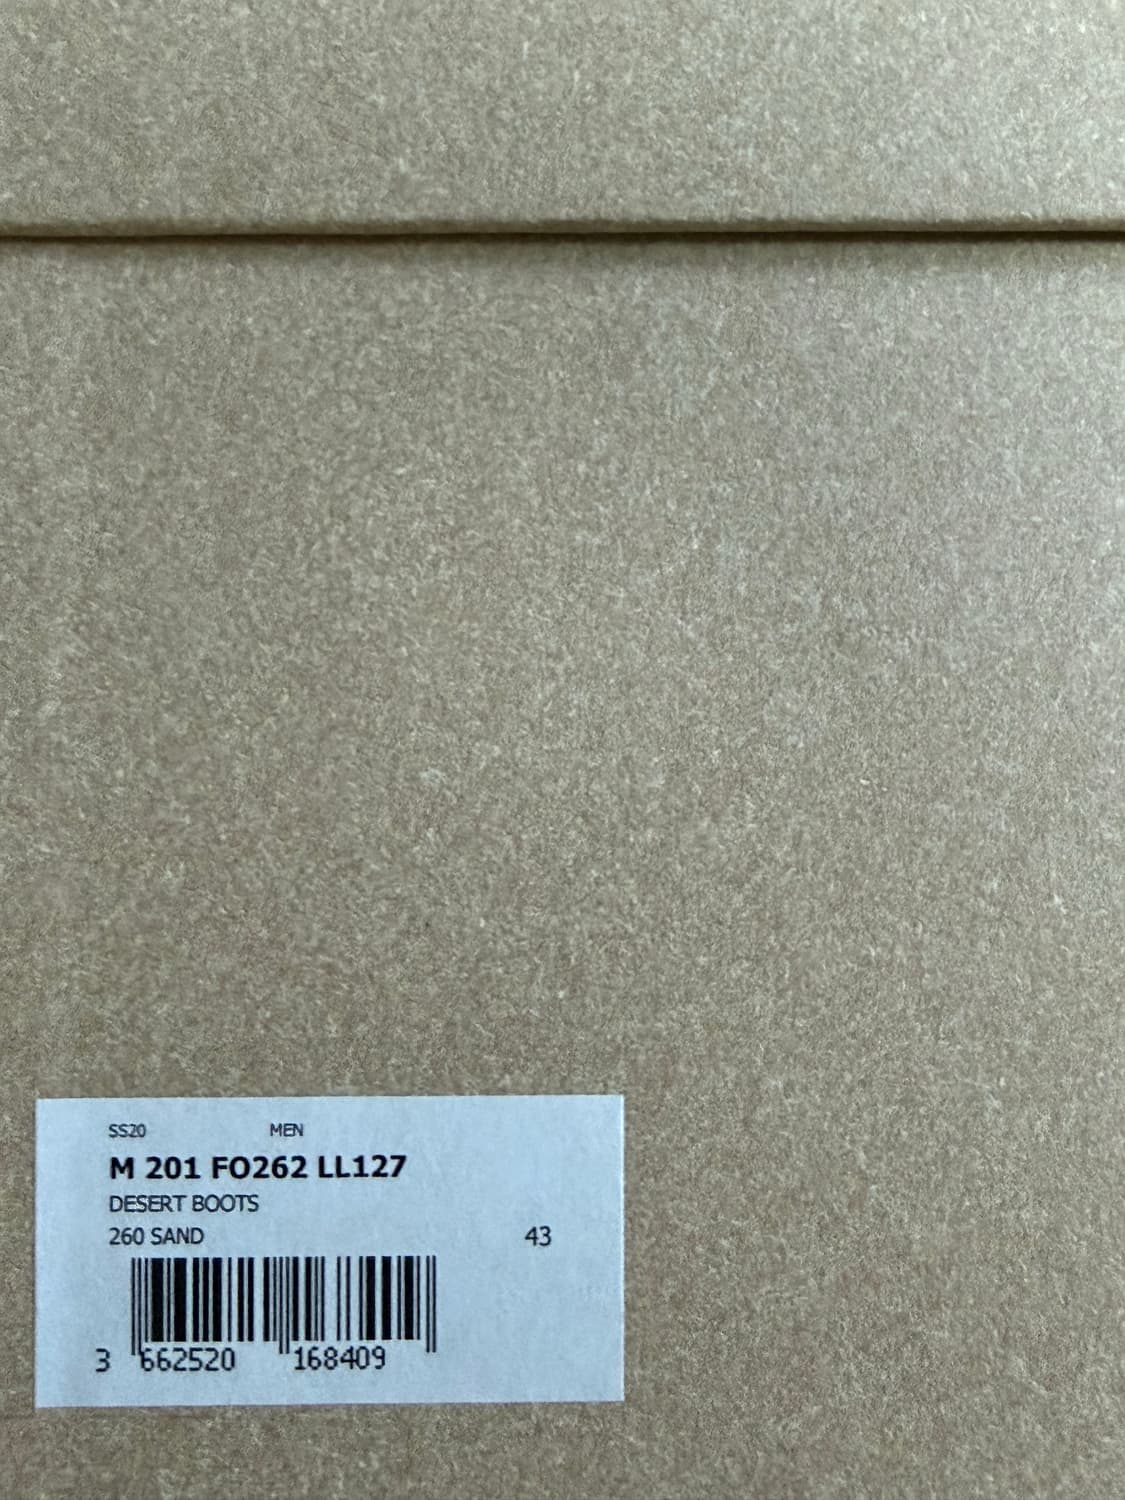 SS20 MEN
M 201 FO262 LL127
DESERT BOOTS
260 SAND 43
3 662520 168409